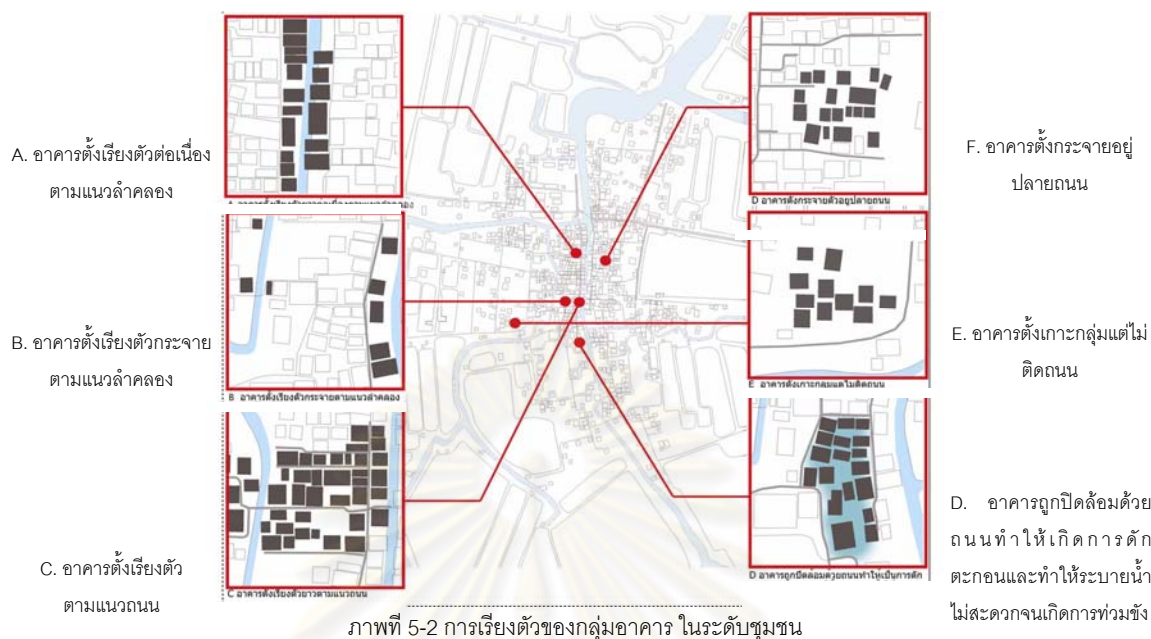 A. อาคารตั้งเรียงตัวต่อเนื่อง
ตามแนวลำคลอง
B. อาคารตั้งเรียงตัวกระจาย
ตามแนวลำคลอง
B อาคารตั้งเรียงตัวกระจายตามแนวลำคลอง
C. อาคารตั้งเรียงตัว
ตามแนวถนน
C อาคารตั้งเรียงตัวยาวตามแนวถนน
F. อาคารตั้งกระจายอยู่
ปลายถนน
D อาคารตั้งกระจายตัวอยู่ปลายถนน
E. อาคารตั้งเกาะกลุ่มแต่ไม่
ติดถนน
E อาคารตั้งเกาะกลุ่มแต่ไม่ติดถนน
D. อาคารถูกปิดล้อมด้วย
ถนนทำให้เกิดการดัก
ตะกอนและทำให้ระบายน้ำ
ไม่สะดวกจนเกิดการท่วมขัง
D อาคารถูกปิดล้อมด้วยถนนทำให้เป็นการดัก
ภาพที่ 5-2 การเรียงตัวของกลุ่มอาคาร ในระดับชุมชน